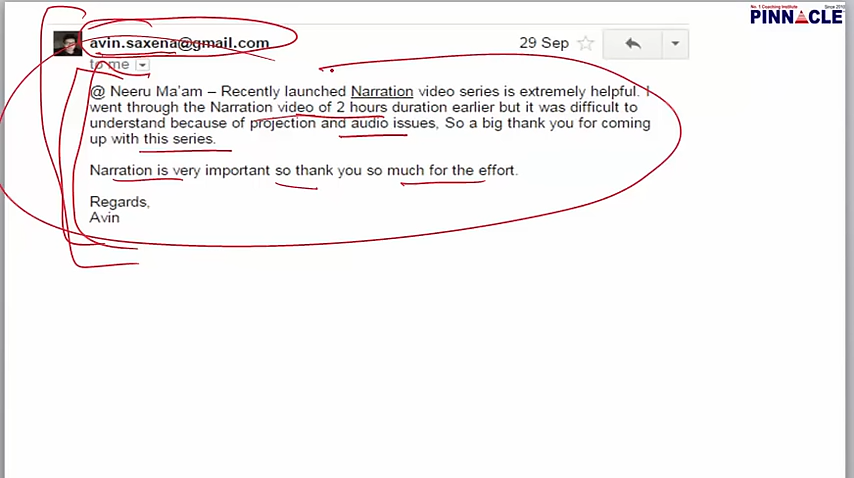 No. 1 Coaching Institute Since 2010
PINNACLE
avin.saxena@gmail.com 29 Sep
to me
@ Neeru Ma'am – Recently launched Narration video series is extremely helpful. I
went through the Narration video of 2 hours duration earlier but it was difficult to
understand because of projection and audio issues, So a big thank you for coming
up with this series.
Narration is very important so thank you so much for the effort.
Regards,
Avin